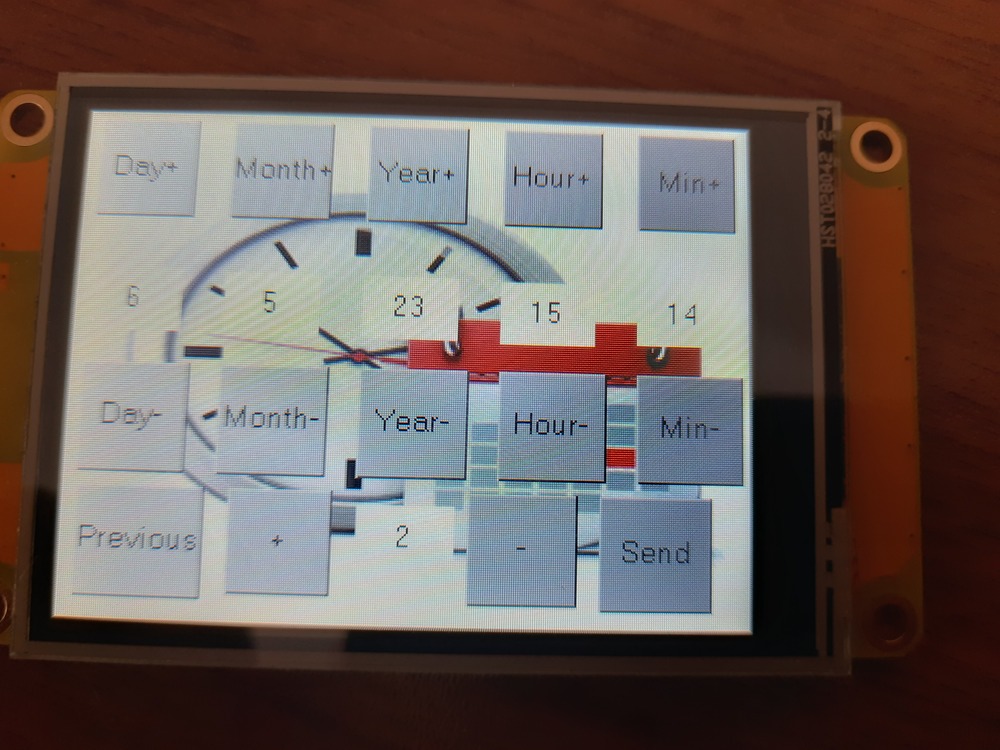 Day+ Month+ Year+ Hour+ Min+
6 5 23 15 14
Day- Month- Year- Hour- Min-
Previous + 2 - Send